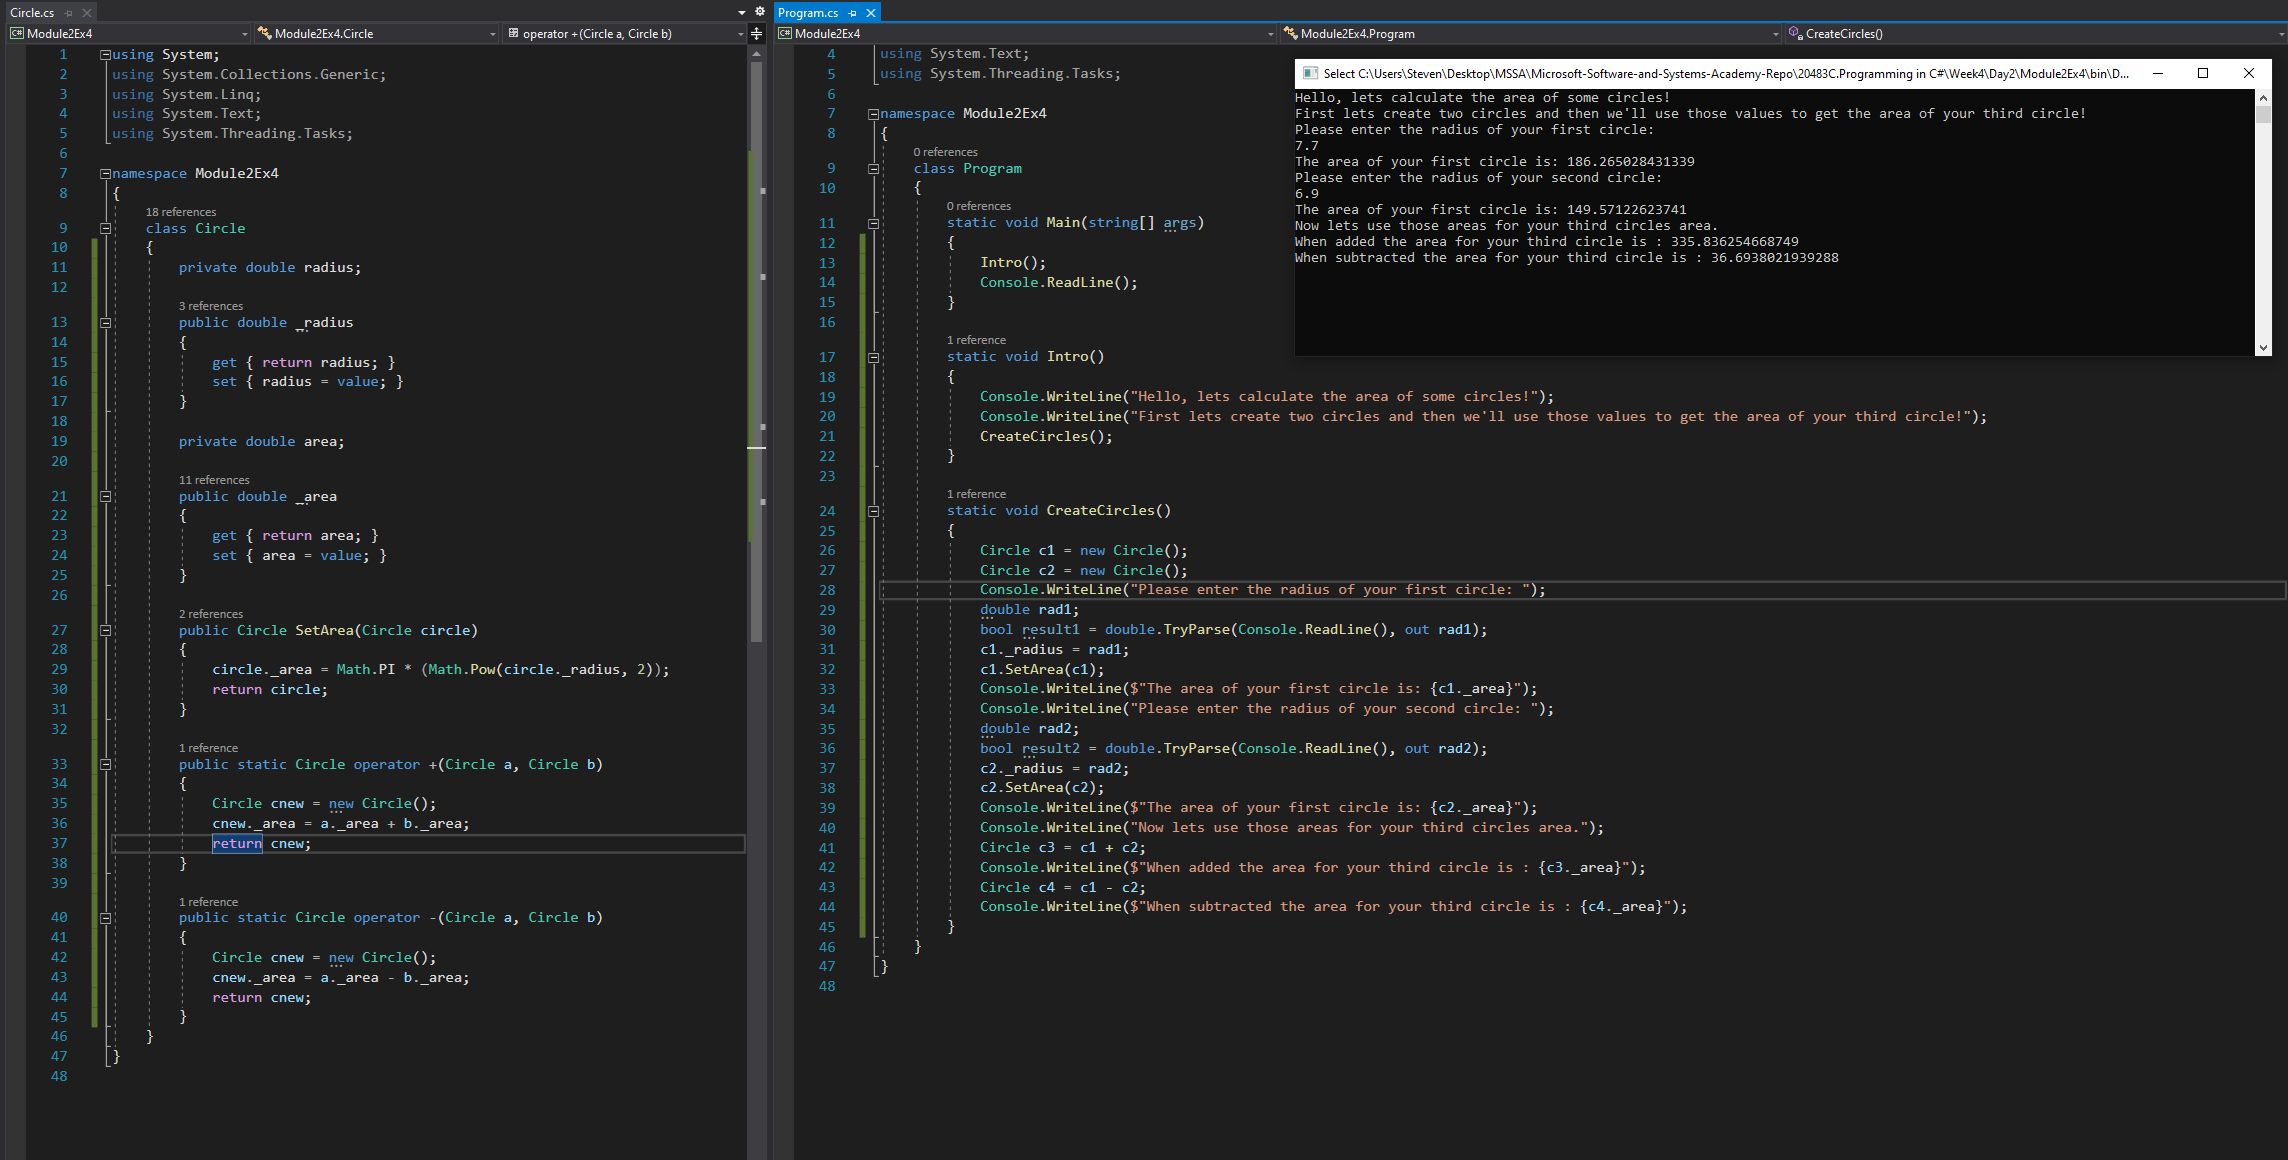 Circle.cs
Module2Ex4
Module2Ex4.Circle
operator +(Circle a, Circle b)
1 using System;
2 using System.Collections.Generic;
3 using System.Linq;
4 using System.Text;
5 using System.Threading.Tasks;
6
7 namespace Module2Ex4
8 {
18 references
9 class Circle
10 {
11 private double radius;
12
3 references
13 public double _radius
14 {
15 get { return radius; }
16 set { radius = value; }
17 }
18
19 private double area;
20
11 references
21 public double _area
22 {
23 get { return area; }
24 set { area = value; }
25 }
26
2 references
27 public Circle SetArea(Circle circle)
28 {
29 circle._area = Math.PI * (Math.Pow(circle._radius, 2));
30 return circle;
31 }
32
1 reference
33 public static Circle operator +(Circle a, Circle b)
34 {
35 Circle cnew = new Circle();
36 cnew._area = a._area + b._area;
37 return cnew;
38 }
39
1 reference
40 public static Circle operator -(Circle a, Circle b)
41 {
42 Circle cnew = new Circle();
43 cnew._area = a._area - b._area;
44 return cnew;
45 }
46 }
47 }
48
Program.cs
C# Module2Ex4
Module2Ex4.Program
CreateCircles()
4 using System.Text;
5 using System.Threading.Tasks;
6
7 namespace Module2Ex4
8 {
0 references
9 class Program
10 {
0 references
11 static void Main(string[] args)
12 {
13 Intro();
14 Console.ReadLine();
15 }
16
1 reference
17 static void Intro()
18 {
19 Console.WriteLine("Hello, lets calculate the area of some circles!");
20 Console.WriteLine("First lets create two circles and then we'll use those values to get the area of your third circle!");
21 CreateCircles();
22 }
23
1 reference
24 static void CreateCircles()
25 {
26 Circle c1 = new Circle();
27 Circle c2 = new Circle();
28 Console.WriteLine("Please enter the radius of your first circle: ");
29 double rad1;
30 bool result1 = double.TryParse(Console.ReadLine(), out rad1);
31 c1._radius = rad1;
32 c1.SetArea(c1);
33 Console.WriteLine($"The area of your first circle is: {c1._area}");
34 Console.WriteLine("Please enter the radius of your second circle: ");
35 double rad2;
36 bool result2 = double.TryParse(Console.ReadLine(), out rad2);
37 c2._radius = rad2;
38 c2.SetArea(c2);
39 Console.WriteLine($"The area of your first circle is: {c2._area}");
40 Console.WriteLine("Now lets use those areas for your third circles area.");
41 Circle c3 = c1 + c2;
42 Console.WriteLine($"When added the area for your third circle is : {c3._area}");
43 Circle c4 = c1 - c2;
44 Console.WriteLine($"When subtracted the area for your third circle is : {c4._area}");
45 }
46 }
47 }
48
Select C:\Users\Steven\Desktop\MSSA\Microsoft-Software-and-Systems-Academy-Repo\20483C.Programming in C#\Week4\Day2\Module2Ex4\bin\D...
Hello, lets calculate the area of some circles!
First lets create two circles and then we'll use those values to get the area of your third circle!
Please enter the radius of your first circle:
7.7
The area of your first circle is: 186.265028431339
Please enter the radius of your second circle:
6.9
The area of your first circle is: 149.57122623741
Now lets use those areas for your third circles area.
When added the area for your third circle is : 335.836254668749
When subtracted the area for your third circle is : 36.6938021939288